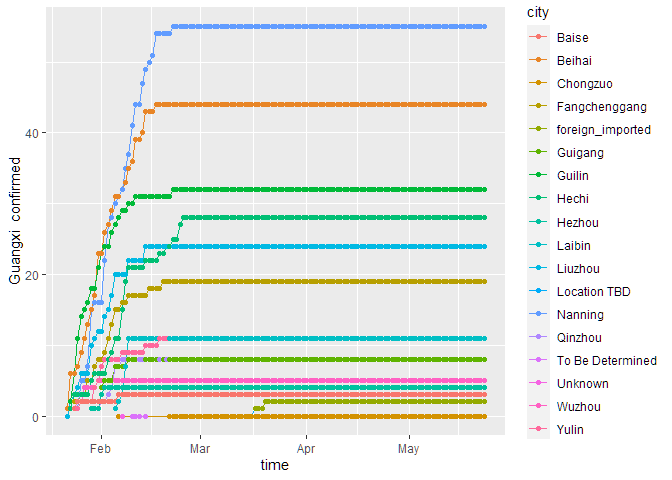 city
Baise
Beihai
Chongzuo
Fangchenggang
foreign_imported
Guigang
Guilin
Hechi
Hezhou
Laibin
Liuzhou
Location TBD
Nanning
Qinzhou
To Be Determined
Unknown
Wuzhou
Yulin
Guangxi confirmed
40
20
0
Feb
Mar
Apr
May
time